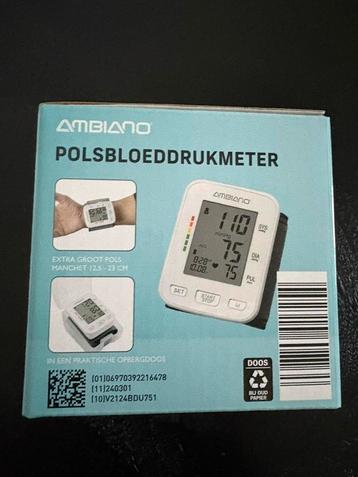 AMBIANO
POLSBLOEDDRUKMETER
AMBIANO
110
SYS
mmHg
75
DIA
75
PUL
SET
START
STOP
M
EXTRA GROOT POLS
MANCHET 12,5 - 23 CM
IN EEN PRAKTISCHE OPBERGDOOS
(01)06970392216478
(11)240301
(10)V2124BDU751
DOOS
BIJ OUD
PAPIER